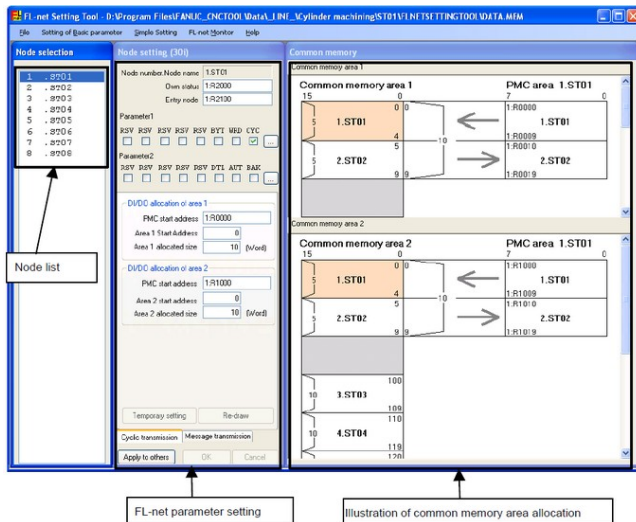 FL-net Setting Tool - D:\Program Files\FANUC_CNCTOOL\Data\_LINE_\Cylinder machining\ST01\FLNETSETTINGTOOL\DATA.MEM
File Setting of Basic parameter Simple Setting FL-net Monitor Help
Node selection
1 .ST01
2 .ST02
3 .ST03
4 .ST04
5 .ST05
6 .ST06
7 .ST07
8 .ST08
Node list
Node setting (30i)
Node number.Node name 1.ST01
Own status 1:R2000
Entry node 1:R2100
Parameter1
RSV RSV RSV RSV RSV BYT WRD CYC
...
Parameter2
RSV RSV RSV RSV RSV DTL AUT BAK
...
DI/DO allocation of area 1
PMC start address 1:R0000
Area 1 Start Address 0
Area 1 allocated size 10 (Word)
DI/DO allocation of area 2
PMC start address 1:R1000
Area 2 start address 0
Area 2 allocated size 10 (Word)
Temporary setting Re-draw
Cyclic transmission Message transmission
Apply to others OK Cancel
FL-net parameter setting
Common memory
Common memory area 1
Common memory area 1 PMC area 1.ST01
15 0 7 0
0 0 1:R0000
5 1.ST01 1.ST01
4 1:R0009
10
5 1:R0010
5 2.ST02 2.ST02
9 9 1:R0019
Common memory area 2
Common memory area 2 PMC area 1.ST01
15 0 7 0
0 0 1:R1000
5 1.ST01 1.ST01
4 1:R1009
10
5 1:R1010
5 2.ST02 2.ST02
9 9 1:R1019
100
10 3.ST03
109
110
10 4.ST04
119
120
Illustration of common memory area allocation